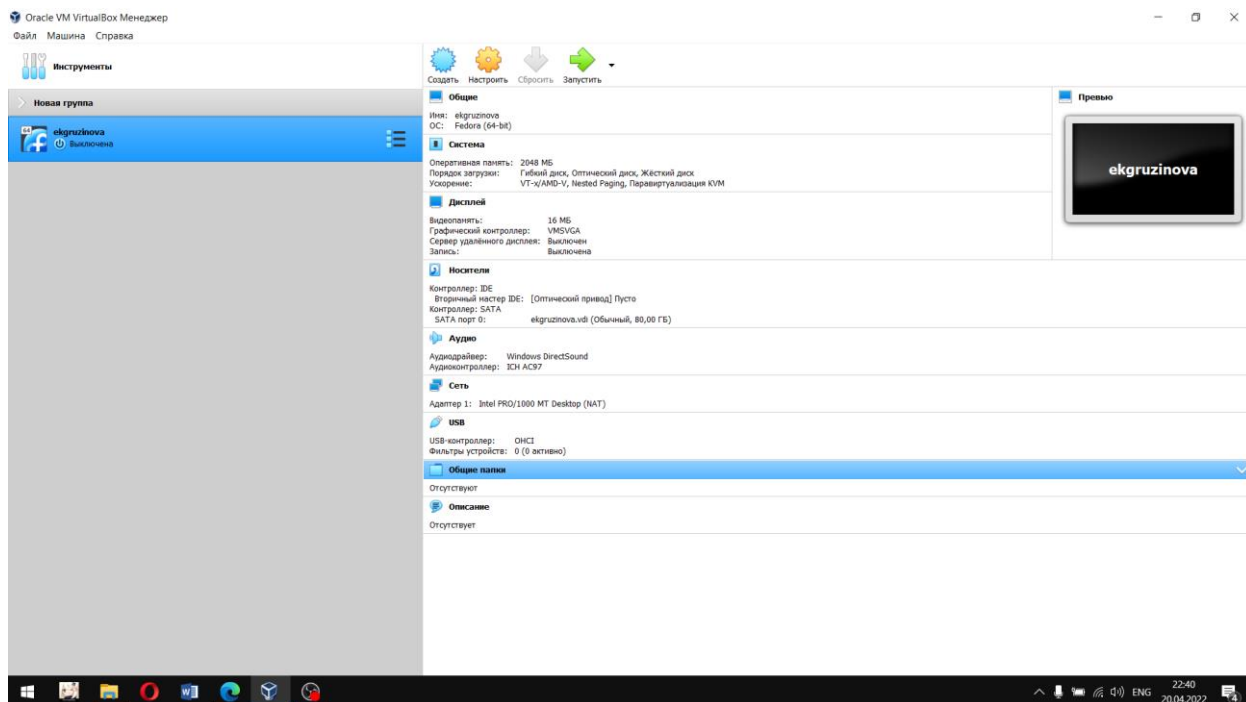 Oracle VM VirtualBox Менеджер
Файл Машина Справка
Инструменты
Новая группа
64
ekgruzinova
Выключена
Создать Настроить Сбросить Запустить
Общие
Имя: ekgruzinova
ОС: Fedora (64-bit)
Система
Оперативная память: 2048 МБ
Порядок загрузки: Гибкий диск, Оптический диск, Жёсткий диск
Ускорение: VT-x/AMD-V, Nested Paging, Паравиртуализация KVM
Дисплей
Видеопамять: 16 МБ
Графический контроллер: VMSVGA
Сервер удалённого дисплея: Выключен
Запись: Выключена
Превью
ekgruzinova
Носители
Контроллер: IDE
Вторичный мастер IDE: [Оптический привод] Пусто
Контроллер: SATA
SATA порт 0: ekgruzinova.vdi (Обычный, 80,00 ГБ)
Аудио
Аудиодрайвер: Windows DirectSound
Аудиоконтроллер: ICH AC97
Сеть
Адаптер 1: Intel PRO/1000 MT Desktop (NAT)
USB
USB-контроллер: OHCI
Фильтры устройств: 0 (0 активно)
Общие папки
Отсутствуют
Описание
Отсутствует
ENG
22:40
20.04.2022
4